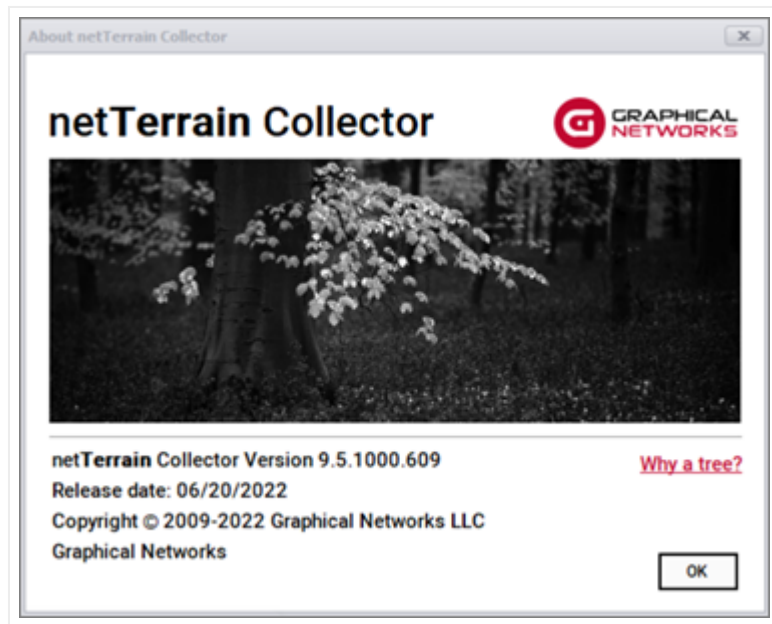 About netTerrain Collector
netTerrain Collector
GRAPHICAL
NETWORKS
netTerrain Collector Version 9.5.1000.609
Why a tree?
Release date: 06/20/2022
Copyright © 2009-2022 Graphical Networks LLC
Graphical Networks
OK